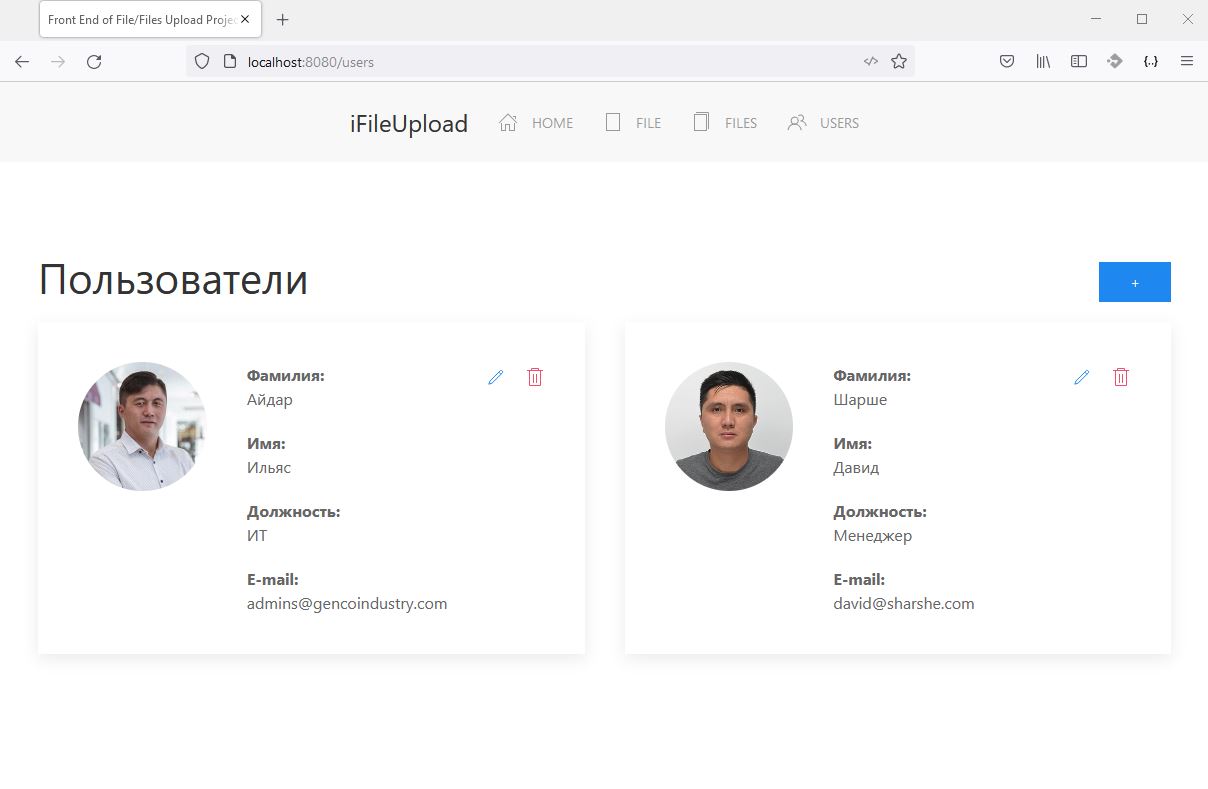 Front End of File/Files Upload Projec
localhost:8080/users
iFileUpload HOME FILE FILES USERS
Пользователи
+
Фамилия:
Айдар
Имя:
Ильяс
Должность:
ИТ
E-mail:
admins@gencoindustry.com
Фамилия:
Шарше
Имя:
Давид
Должность:
Менеджер
E-mail:
david@sharshe.com